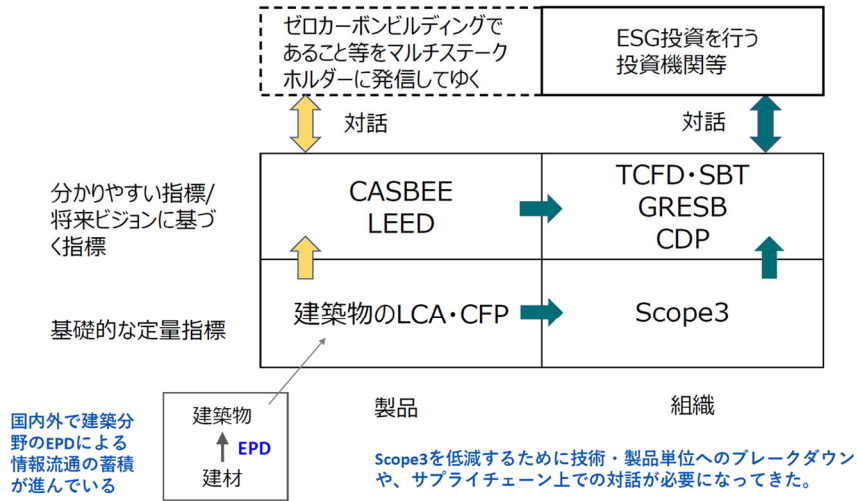 ゼロカーボンビルディングで
あること等をマルチステーク
ホルダーに発信してゆく
ESG投資を行う
投資機関等
対話
対話
分かりやすい指標/
将来ビジョンに基づ
く指標
CASBEE
LEED
TCFD・SBT
GRESB
CDP
基礎的な定量指標
建築物のLCA・CFP
Scope3
製品
組織
国内外で建築分
野のEPDによる
情報流通の蓄積
が進んでいる
建築物
EPD
建材
Scope3を低減するために技術・製品単位へのブレークダウン
や、サプライチェーン上での対話が必要になってきた。